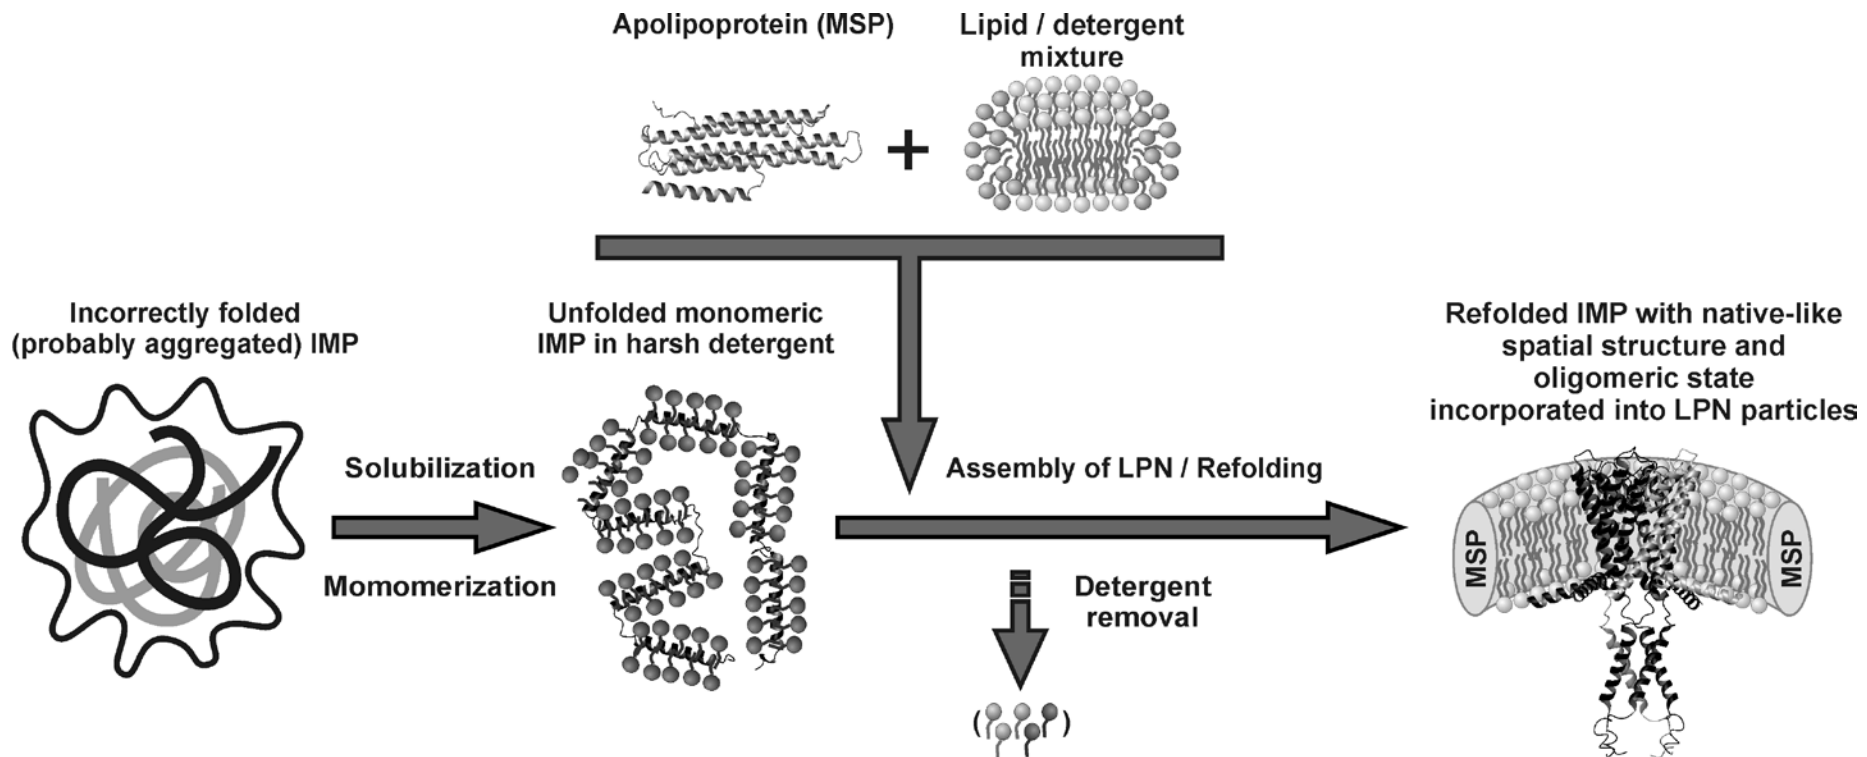 Apolipoprotein (MSP)
Lipid / detergent
mixture
Incorrectly folded
(probably aggregated) IMP
Unfolded monomeric
IMP in harsh detergent
Refolded IMP with native-like
spatial structure and
oligomeric state
incorporated into LPN particles
Solubilization
Momomerization
Assembly of LPN / Refolding
Detergent
removal
MSP
MSP